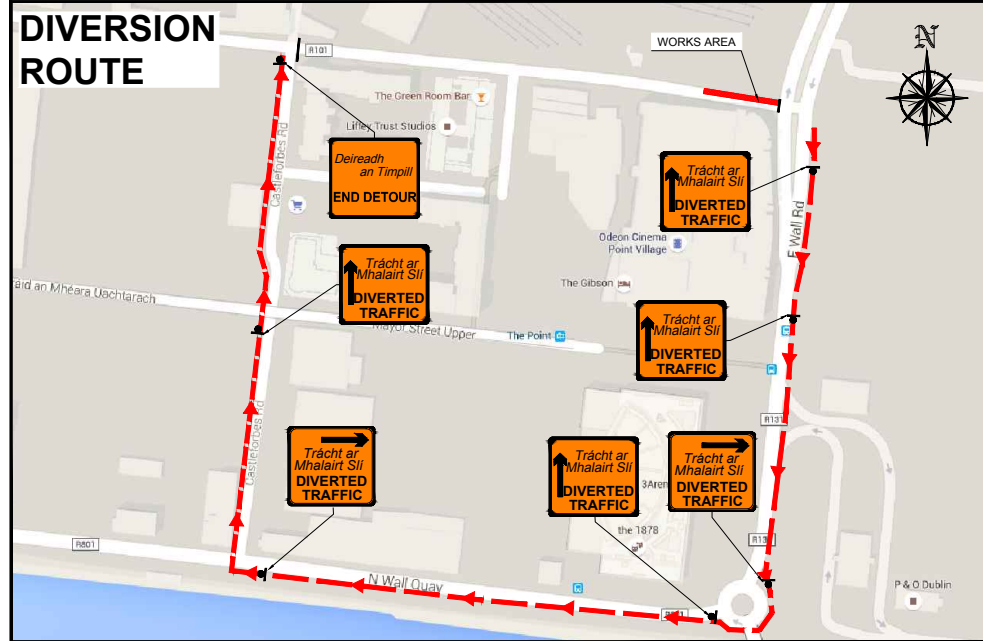 DIVERSION
ROUTE
R101
WORKS AREA
N
The Green Room Bar
Liffey Trust Studios
Castleforbes Rd
Deireadh
an Timpill
END DETOUR
Trácht ar
Mhalairt Slí
DIVERTED
TRAFFIC
E Wall Rd
Odeon Cinema
Point Village
The Gibson
Trácht ar
Mhalairt Slí
DIVERTED
TRAFFIC
aid an Mhéara Uachtarach
Mayor Street Upper
The Point
Trácht ar
Mhalairt Slí
DIVERTED
TRAFFIC
Castleforbes Rd
R131
Trácht ar
Mhalairt Slí
DIVERTED
TRAFFIC
Trácht ar
Mhalairt Slí
DIVERTED
TRAFFIC
Trácht ar
Mhalairt Slí
DIVERTED
TRAFFIC
3Aren
the 1878
R801
N Wall Quay
P & O Dublin